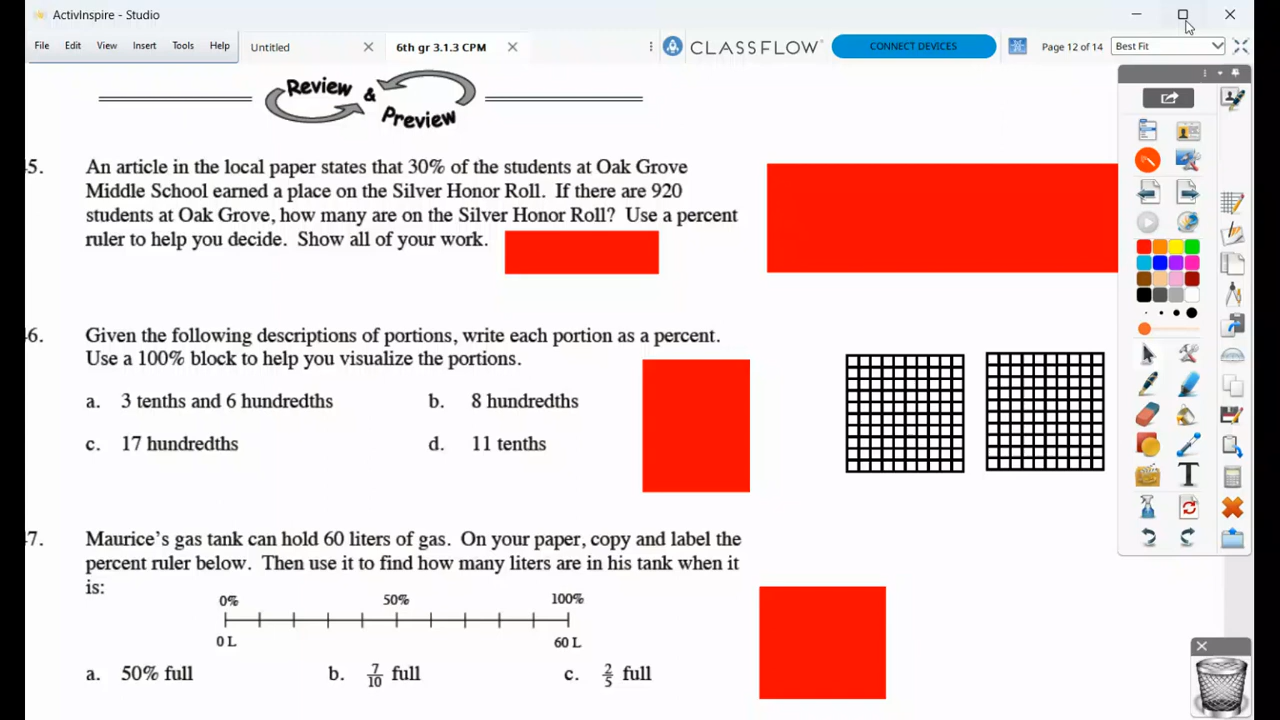 ActivInspire - Studio
File Edit View Insert Tools Help
Untitled
6th gr 3.1.3 CPM
CLASSFLOW
CONNECT DEVICES
Page 12 of 14
Best Fit
Review &
Preview
5. An article in the local paper states that 30% of the students at Oak Grove
Middle School earned a place on the Silver Honor Roll. If there are 920
students at Oak Grove, how many are on the Silver Honor Roll? Use a percent
ruler to help you decide. Show all of your work.
6. Given the following descriptions of portions, write each portion as a percent.
Use a 100% block to help you visualize the portions.
a. 3 tenths and 6 hundredths b. 8 hundredths
c. 17 hundredths d. 11 tenths
7. Maurice's gas tank can hold 60 liters of gas. On your paper, copy and label the
percent ruler below. Then use it to find how many liters are in his tank when it
is:
0% 50% 100%
0 L 60 L
a. 50% full b. 7/10 full c. 2/5 full